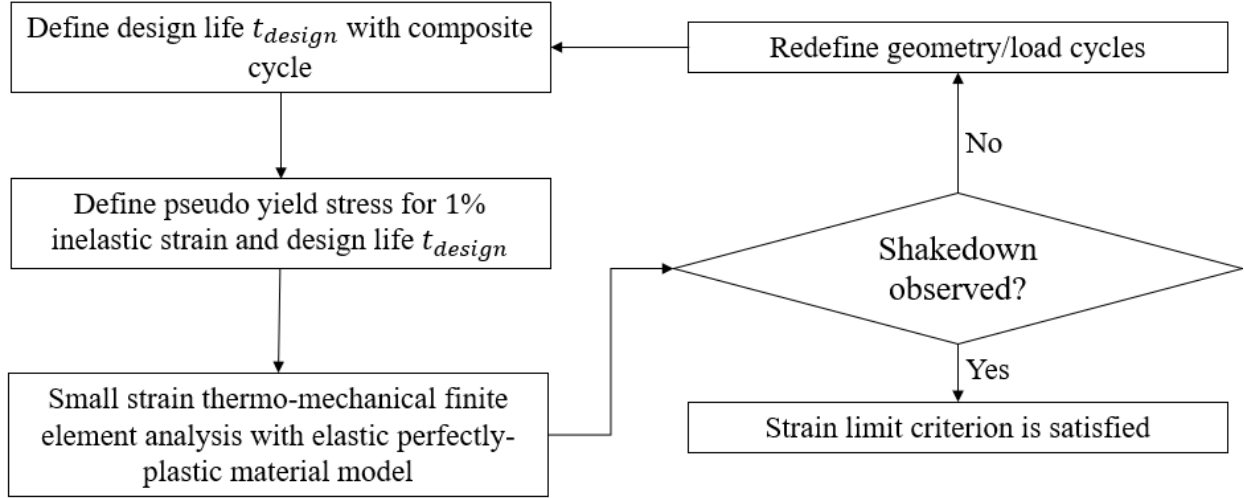 Define design life t_design with composite
cycle
Define pseudo yield stress for 1%
inelastic strain and design life t_design
Small strain thermo-mechanical finite
element analysis with elastic perfectly-
plastic material model
Shakedown
observed?
No
Redefine geometry/load cycles
Yes
Strain limit criterion is satisfied